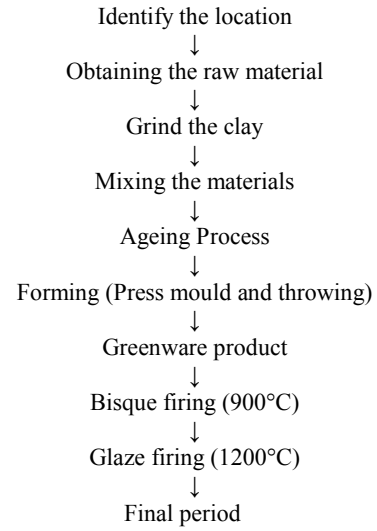 Identify the location
↓
Obtaining the raw material
↓
Grind the clay
↓
Mixing the materials
↓
Ageing Process
↓
Forming (Press mould and throwing)
↓
Greenware product
↓
Bisque firing (900°C)
↓
Glaze firing (1200°C)
↓
Final period